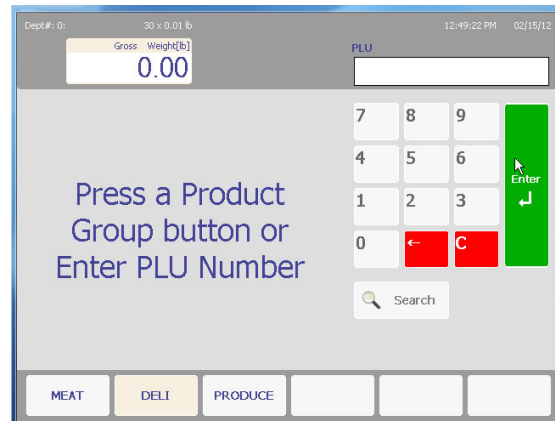 Dept#: 0:
30 x 0.01 lb
12:49:22 PM 02/15/12
Gross Weight[lb]
0.00
PLU
7 8 9
4 5 6
Enter
1 2 3
0 ← C
Search
Press a Product
Group button or
Enter PLU Number
MEAT DELI PRODUCE